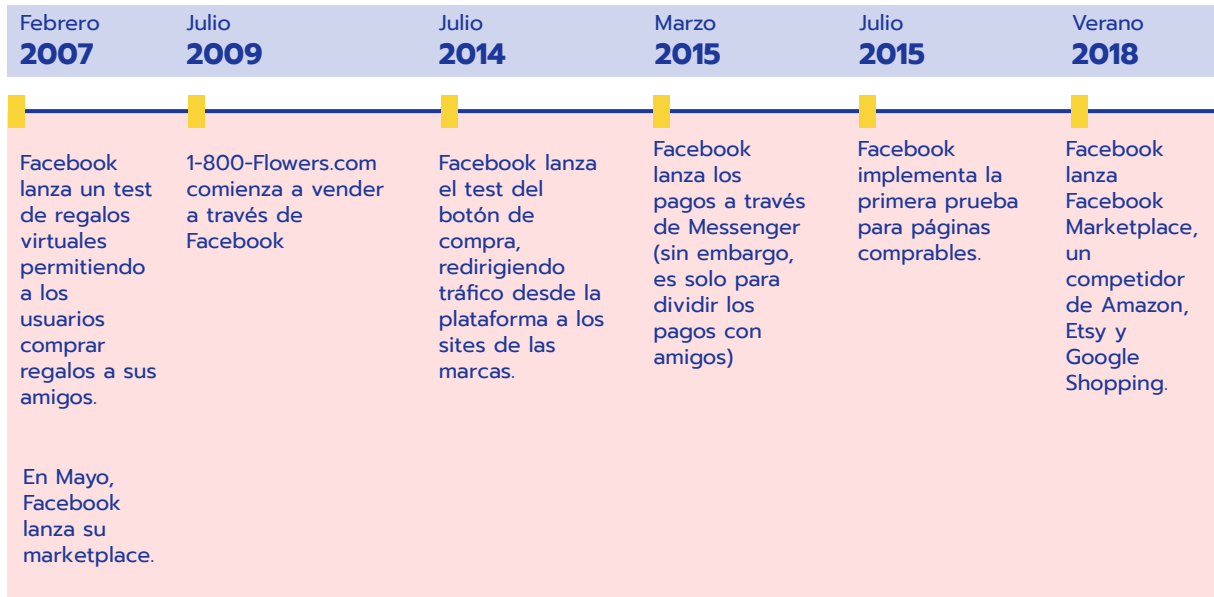 Febrero
2007
Julio
2009
Julio
2014
Marzo
2015
Julio
2015
Verano
2018
Facebook
lanza un test
de regalos
virtuales
permitiendo
a los
usuarios
comprar
regalos a sus
amigos.
En Mayo,
Facebook
lanza su
marketplace.
1-800-Flowers.com
comienza a vender
a través de
Facebook
Facebook lanza
el test del
botón de
compra,
redirigiendo
tráfico desde la
plataforma a los
sites de las
marcas.
Facebook
lanza los
pagos a través
de Messenger
(sin embargo,
es solo para
dividir los
pagos con
amigos)
Facebook
implementa la
primera prueba
para páginas
comprables.
Facebook
lanza
Facebook
Marketplace,
un
competidor
de Amazon,
Etsy y
Google
Shopping.